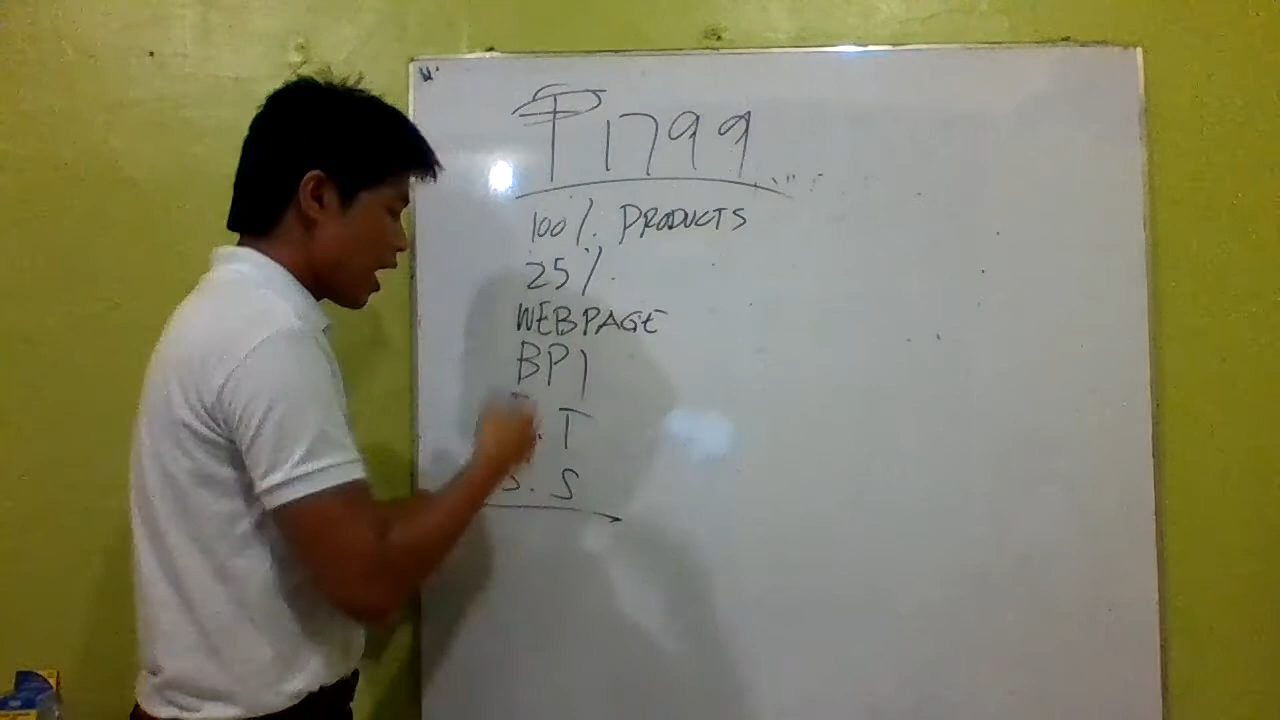 ₱1799
100% PRODUCTS
25%
WEBPAGE
BPI
. T
S. S